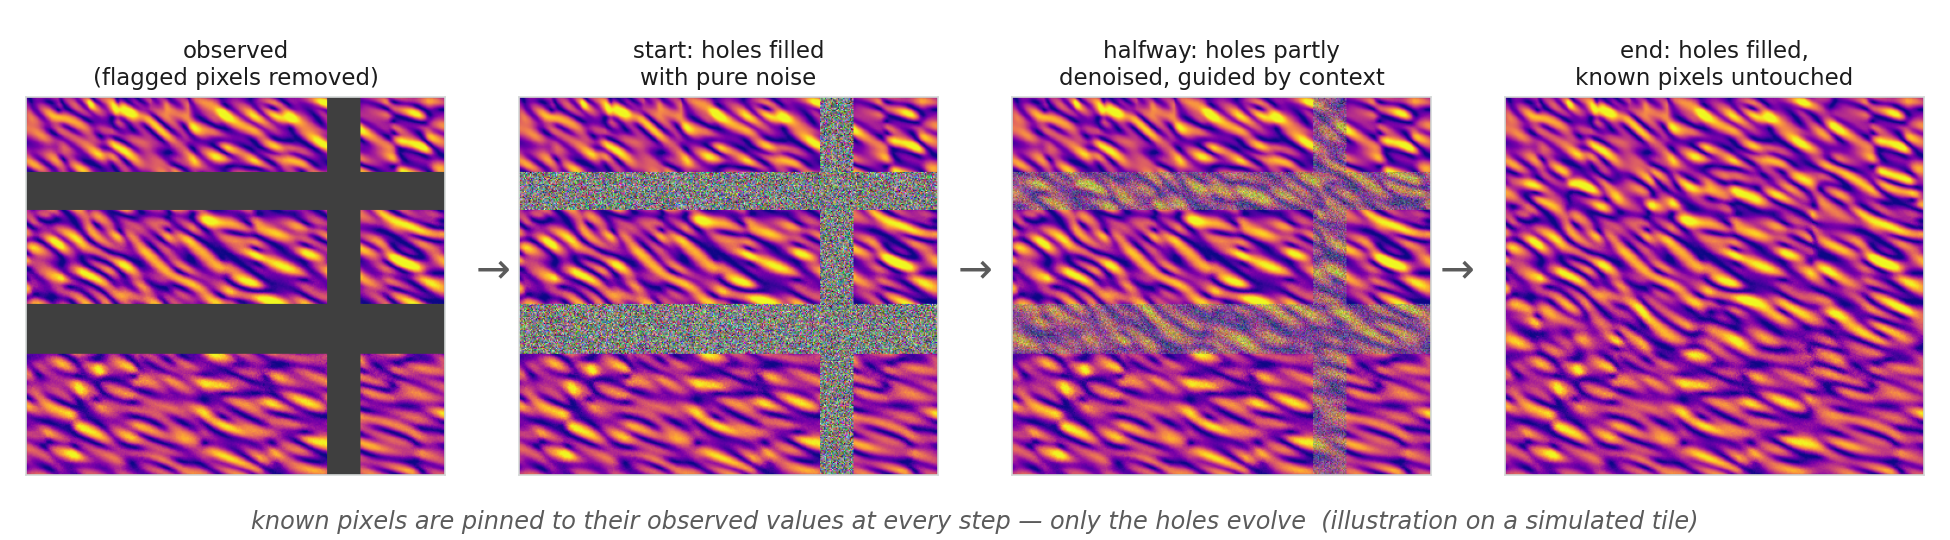 observed
(flagged pixels removed)
start: holes filled
with pure noise
halfway: holes partly
denoised, guided by context
end: holes filled,
known pixels untouched
→ → →
known pixels are pinned to their observed values at every step — only the holes evolve (illustration on a simulated tile)